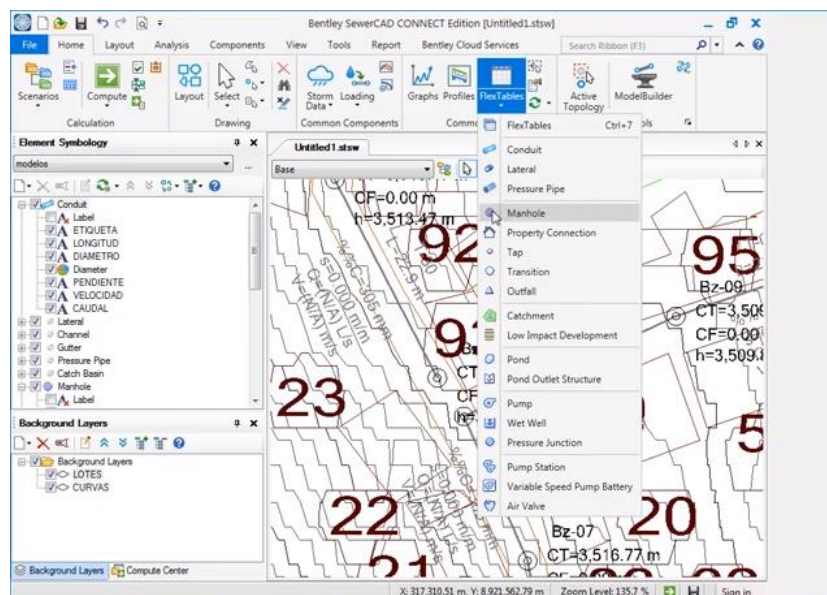 Bentley SewerCAD CONNECT Edition [Untitled1.stsw]
File Home Layout Analysis Components View Tools Report Bentley Cloud Services Search Ribbon (F3)
Scenarios Compute Layout Select Storm Data Loading Graphs Profiles FlexTables Active Topology ModelBuilder
Calculation Drawing Common Components
Element Symbology
modelos
Conduit
Label
ETIQUETA
LONGITUD
DIAMETRO
Diameter
PENDIENTE
VELOCIDAD
CAUDAL
Lateral
Channel
Gutter
Pressure Pipe
Catch Basin
Manhole
Label
Background Layers
Background Layers
LOTES
CURVAS
Background Layers Compute Center
Untitled1.stsw
Base
FlexTables Ctrl+7
Conduit
Lateral
Pressure Pipe
Manhole
Property Connection
Tap
Transition
Outfall
Catchment
Low Impact Development
Pond
Pond Outlet Structure
Pump
Wet Well
Pressure Junction
Pump Station
Variable Speed Pump Battery
Air Valve
CF=0.00 m
h=3,513.47 m
L=22.9 m
%%C=305 mm
s=0.000 m/m
Q=(N/A) L/s
V=(N/A) m/s
95
Bz-09
CF=0.00
23
22
21
20
Bz-07
CT=3,516.77 m
5
X: 317,310.51 m, Y: 8,921,562.79 m Zoom Level: 135.7 % Sign in